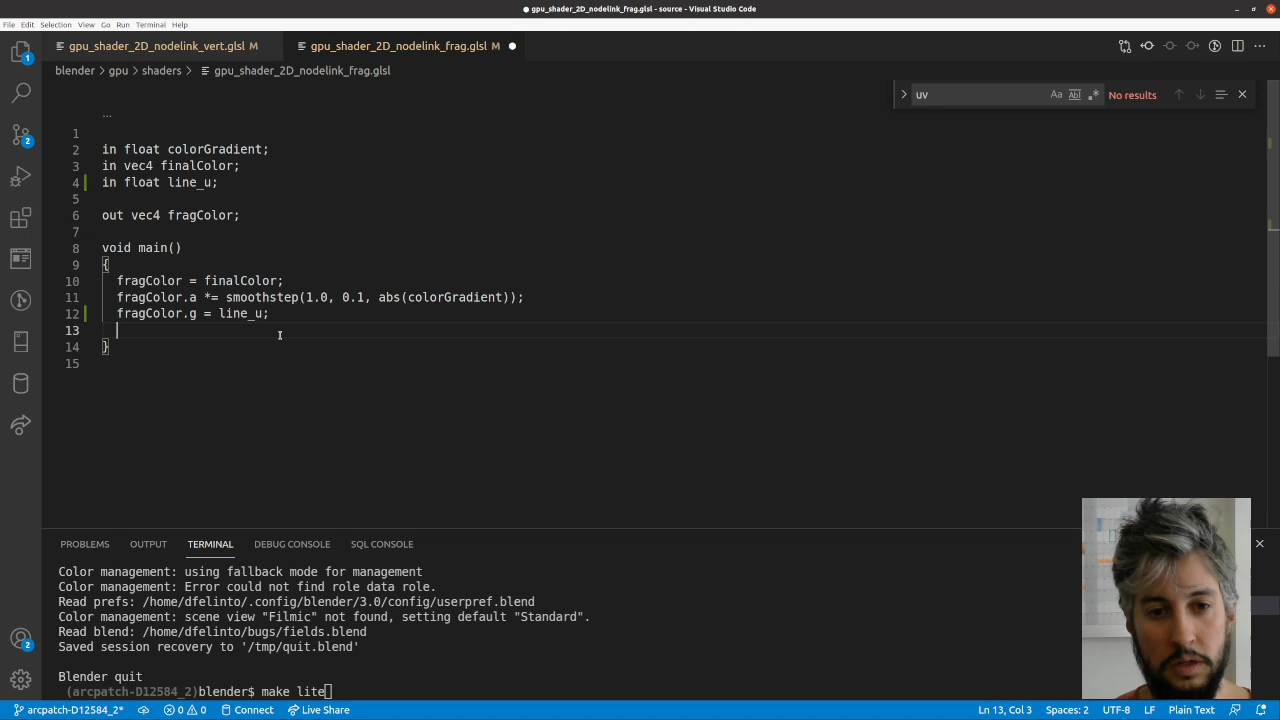 ● gpu_shader_2D_nodelink_frag.glsl - source - Visual Studio Code
File Edit Selection View Go Run Terminal Help
gpu_shader_2D_nodelink_vert.glsl M
gpu_shader_2D_nodelink_frag.glsl M ●
blender > gpu > shaders > gpu_shader_2D_nodelink_frag.glsl
uv
Aa Abl .*
No results
...
1
2 in float colorGradient;
3 in vec4 finalColor;
4 in float line_u;
5
6 out vec4 fragColor;
7
8 void main()
9 {
10 fragColor = finalColor;
11 fragColor.a *= smoothstep(1.0, 0.1, abs(colorGradient));
12 fragColor.g = line_u;
13
14 }
15
1
2
2
PROBLEMS OUTPUT TERMINAL DEBUG CONSOLE SQL CONSOLE
Color management: using fallback mode for management
Color management: Error could not find role data role.
Read prefs: /home/dfelinto/.config/blender/3.0/config/userpref.blend
Color management: scene view "Filmic" not found, setting default "Standard".
Read blend: /home/dfelinto/bugs/fields.blend
Saved session recovery to '/tmp/quit.blend'
Blender quit
(arcpatch-D12584_2)blender$ make lite
arcpatch-D12584_2* 0 0 Connect Live Share
Ln 13, Col 3 Spaces: 2 UTF-8 LF Plain Text